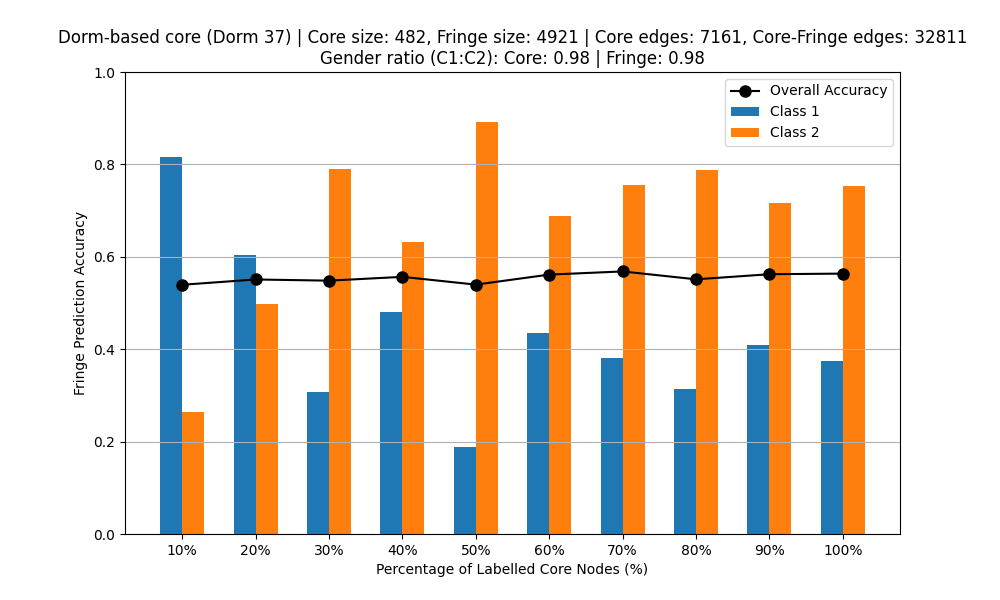 Dorm-based core (Dorm 37) | Core size: 482, Fringe size: 4921 | Core edges: 7161, Core-Fringe edges: 32811
Gender ratio (C1:C2): Core: 0.98 | Fringe: 0.98
Overall Accuracy
Class 1
Class 2
Fringe Prediction Accuracy
1.0
0.8
0.6
0.4
0.2
0.0
10% 20% 30% 40% 50% 60% 70% 80% 90% 100%
Percentage of Labelled Core Nodes (%)